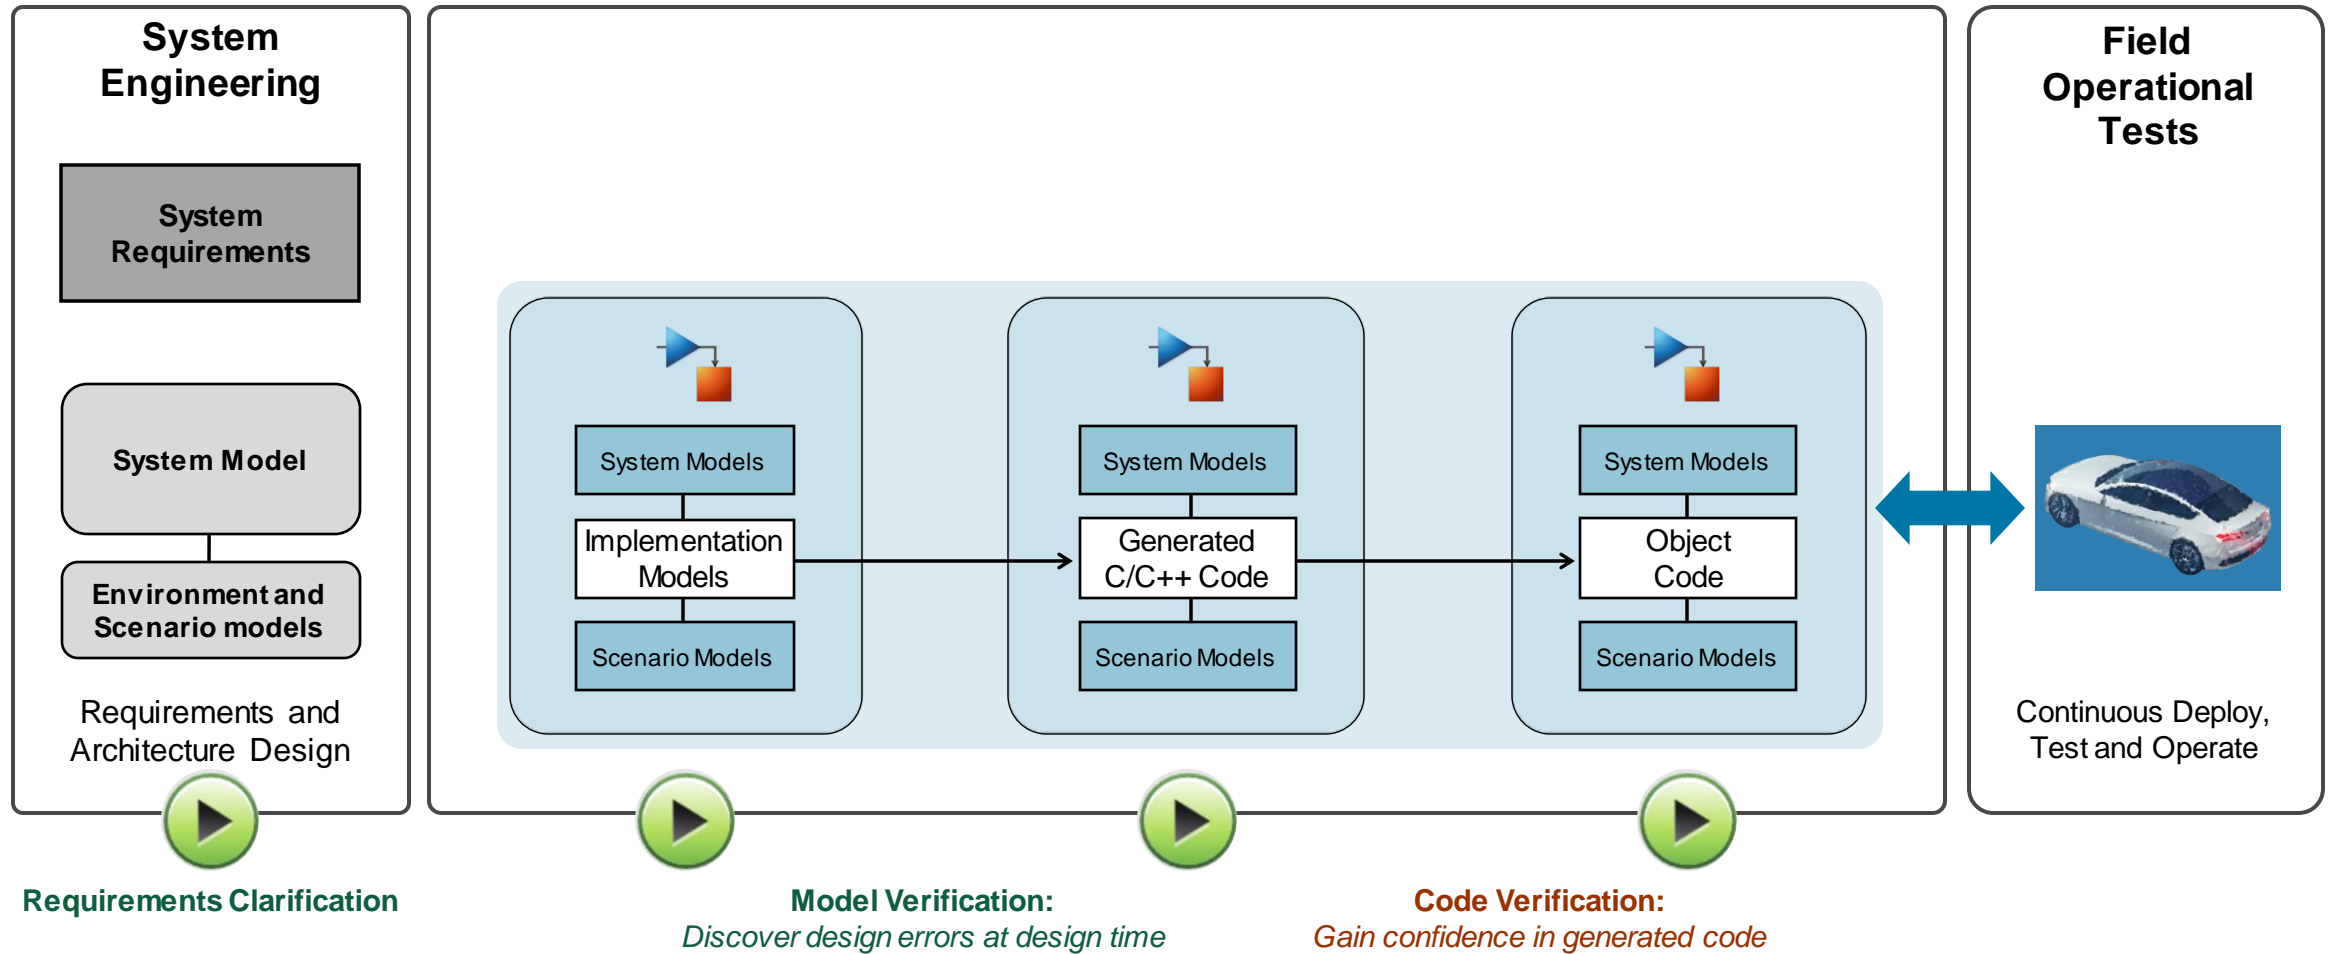 System
Engineering
System
Requirements
System Model
Environment and
Scenario models
Requirements and
Architecture Design
Requirements Clarification
System Models
Implementation
Models
Scenario Models
System Models
Generated
C/C++ Code
Scenario Models
System Models
Object
Code
Scenario Models
Model Verification:
Discover design errors at design time
Code Verification:
Gain confidence in generated code
Field
Operational
Tests
Continuous Deploy,
Test and Operate